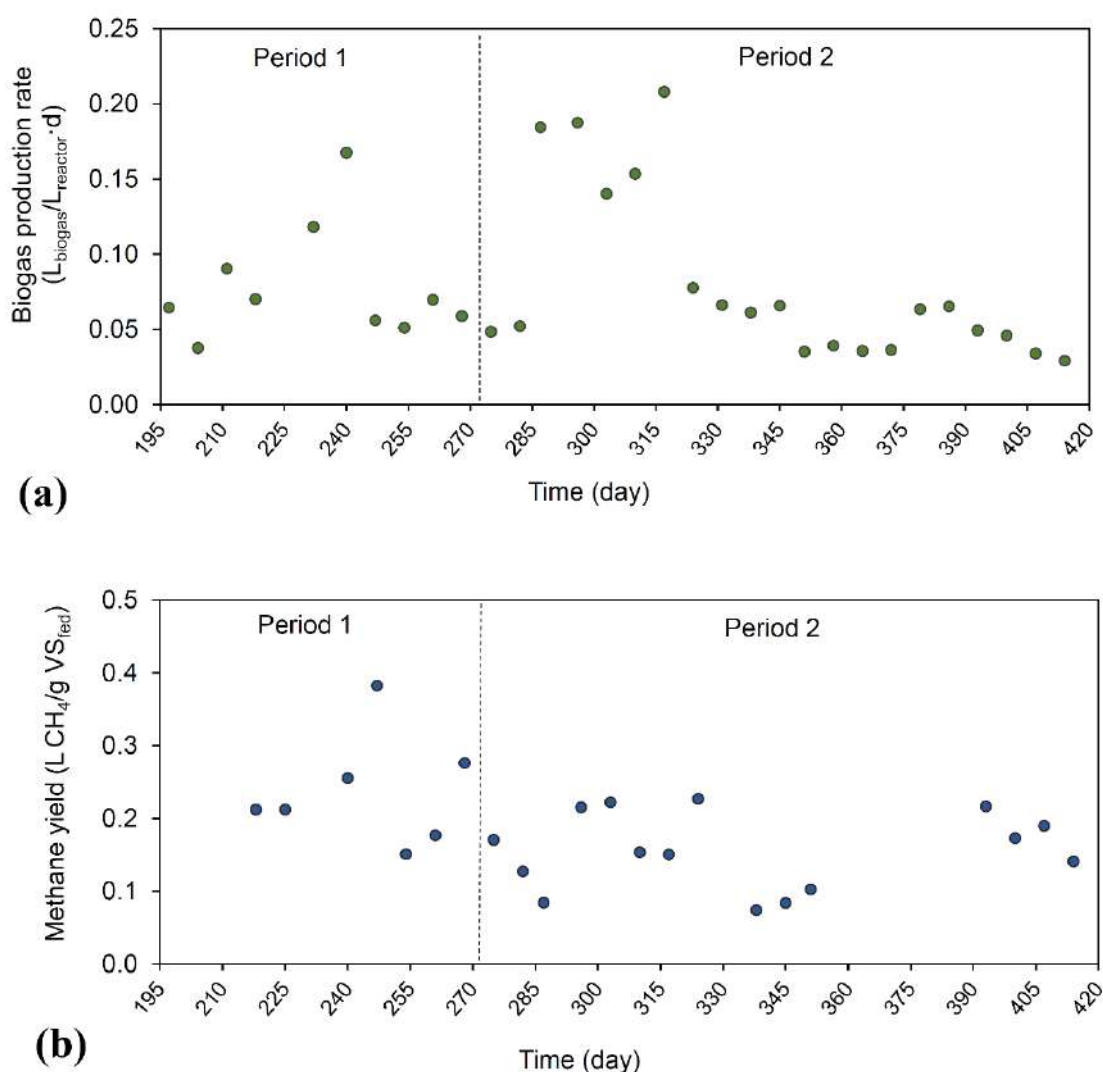 0.25
0.20
0.15
0.10
0.05
0.00
Biogas production rate
(L_biogas/L_reactor·d)
Period 1
Period 2
195 210 225 240 255 270 285 300 315 330 345 360 375 390 405 420
Time (day)
(a)
0.5
0.4
0.3
0.2
0.1
0.0
Methane yield (L CH₄/g VS_fed)
Period 1
Period 2
195 210 225 240 255 270 285 300 315 330 345 360 375 390 405 420
Time (day)
(b)